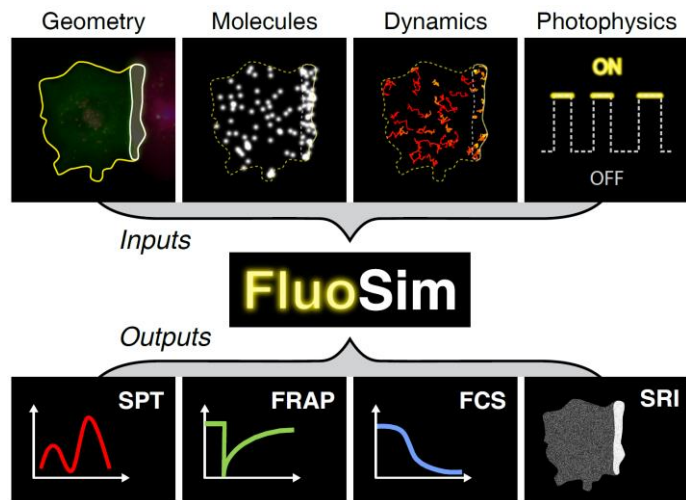 Geometry Molecules Dynamics Photophysics
ON
OFF
Inputs
FluoSim
Outputs
SPT FRAP FCS SRI